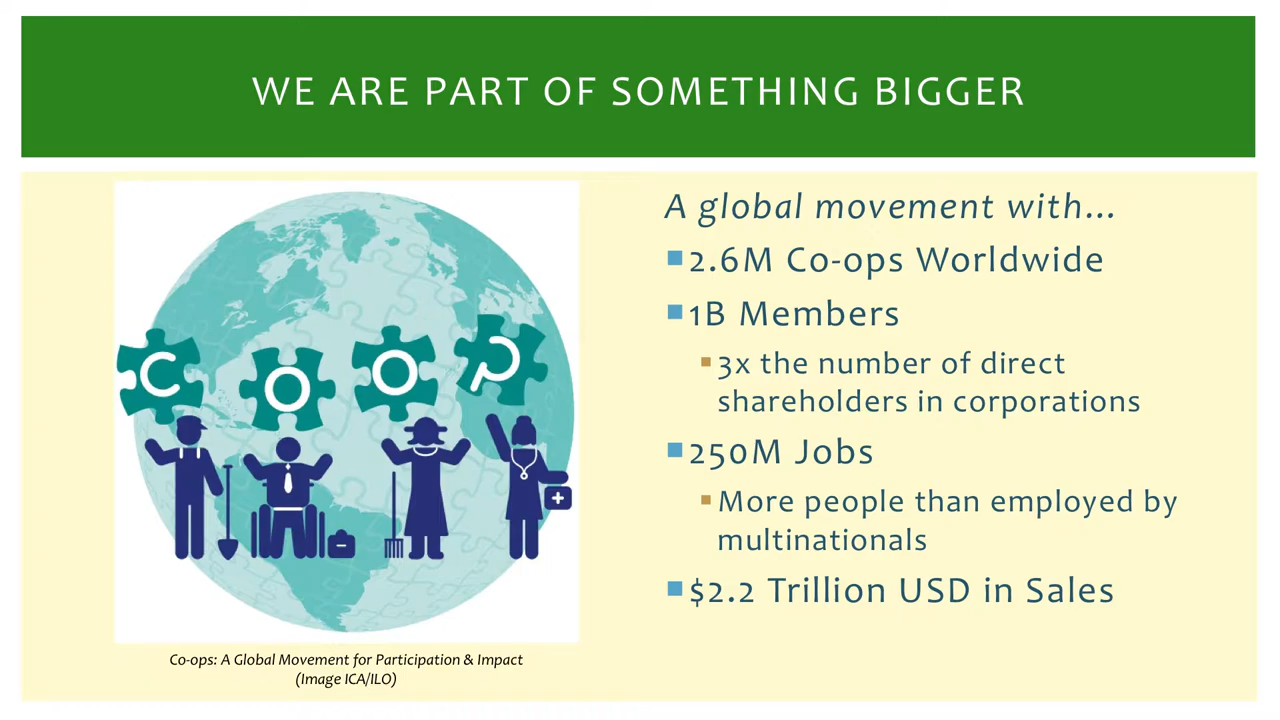 WE ARE PART OF SOMETHING BIGGER
C O O P
Co-ops: A Global Movement for Participation & Impact
(Image ICA/ILO)
A global movement with…
2.6M Co-ops Worldwide
1B Members
3x the number of direct
shareholders in corporations
250M Jobs
More people than employed by
multinationals
$2.2 Trillion USD in Sales